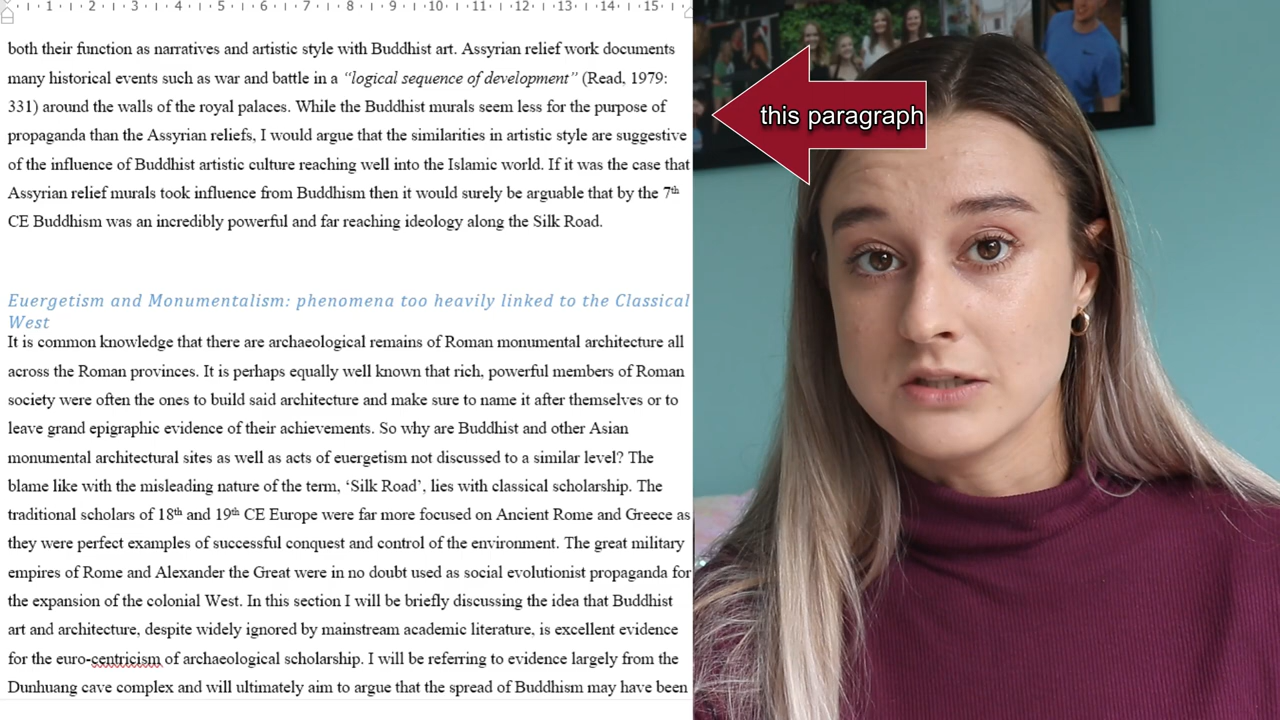 1 2 3 4 5 6 7 8 9 10 11 12 13 14 15
both their function as narratives and artistic style with Buddhist art. Assyrian relief work documents
many historical events such as war and battle in a “logical sequence of development” (Read, 1979:
331) around the walls of the royal palaces. While the Buddhist murals seem less for the purpose of
propaganda than the Assyrian reliefs, I would argue that the similarities in artistic style are suggestive
of the influence of Buddhist artistic culture reaching well into the Islamic world. If it was the case that
Assyrian relief murals took influence from Buddhism then it would surely be arguable that by the 7th
CE Buddhism was an incredibly powerful and far reaching ideology along the Silk Road.
Euergetism and Monumentalism: phenomena too heavily linked to the Classical
West
It is common knowledge that there are archaeological remains of Roman monumental architecture all
across the Roman provinces. It is perhaps equally well known that rich, powerful members of Roman
society were often the ones to build said architecture and make sure to name it after themselves or to
leave grand epigraphic evidence of their achievements. So why are Buddhist and other Asian
monumental architectural sites as well as acts of euergetism not discussed to a similar level? The
blame like with the misleading nature of the term, ‘Silk Road’, lies with classical scholarship. The
traditional scholars of 18th and 19th CE Europe were far more focused on Ancient Rome and Greece as
they were perfect examples of successful conquest and control of the environment. The great military
empires of Rome and Alexander the Great were in no doubt used as social evolutionist propaganda for
the expansion of the colonial West. In this section I will be briefly discussing the idea that Buddhist
art and architecture, despite widely ignored by mainstream academic literature, is excellent evidence
for the euro-centricism of archaeological scholarship. I will be referring to evidence largely from the
Dunhuang cave complex and will ultimately aim to argue that the spread of Buddhism may have been
this paragraph